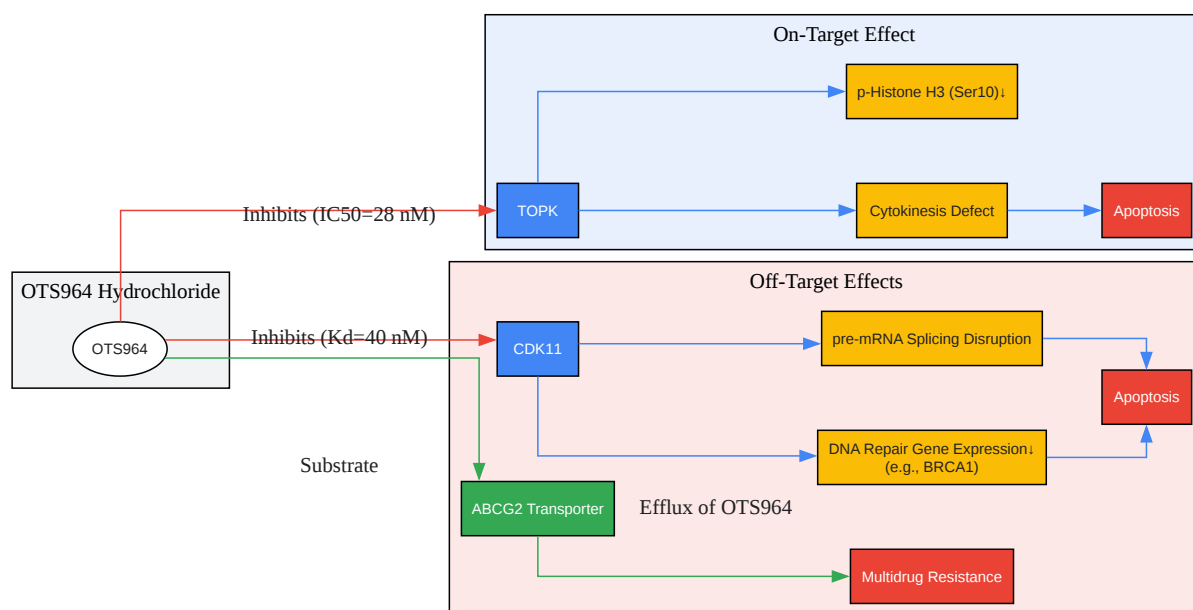 On-Target Effect
p-Histone H3 (Ser10)↓
Inhibits (IC50=28 nM)
TOPK
Cytokinesis Defect
Apoptosis
OTS964 Hydrochloride
OTS964
Off-Target Effects
Inhibits (Kd=40 nM)
CDK11
pre-mRNA Splicing Disruption
Apoptosis
DNA Repair Gene Expression↓
(e.g., BRCA1)
Substrate
ABCG2 Transporter
Efflux of OTS964
Multidrug Resistance